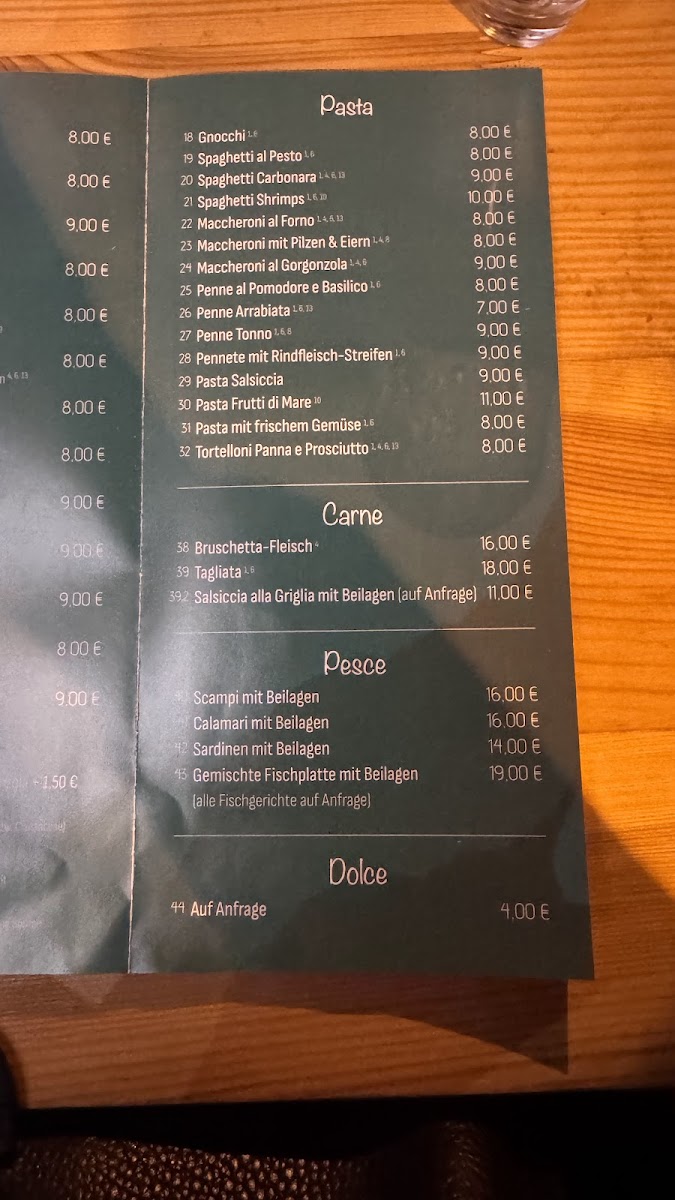 8,00 €
8,00 €
9,00 €
8,00 €
8,00 €
n 4, 6, 13
8,00 €
8,00 €
8,00 €
9,00 €
9,00 €
9,00 €
8,00 €
9,00 €
1,50 €
Pasta
18 Gnocchi 1, 6 8,00 €
19 Spaghetti al Pesto 1, 6 8,00 €
20 Spaghetti Carbonara 1, 4, 6, 13 9,00 €
21 Spaghetti Shrimps 1, 6, 10 10,00 €
22 Maccheroni al Forno 1, 4, 6, 13 8,00 €
23 Maccheroni mit Pilzen & Eiern 1, 4, 8 8,00 €
24 Maccheroni al Gorgonzola 1, 4, 6 9,00 €
25 Penne al Pomodore e Basilico 1, 6 8,00 €
26 Penne Arrabiata 1, 6, 13 7,00 €
27 Penne Tonno 1, 6, 8 9,00 €
28 Pennete mit Rindfleisch-Streifen 1, 6 9,00 €
29 Pasta Salsiccia 9,00 €
30 Pasta Frutti di Mare 10 11,00 €
31 Pasta mit frischem Gemüse 1, 6 8,00 €
32 Tortelloni Panna e Prosciutto 1, 4, 6, 13 8,00 €
Carne
38 Bruschetta-Fleisch 4 16,00 €
39 Tagliata 1, 6 18,00 €
39.2 Salsiccia alla Griglia mit Beilagen (auf Anfrage) 11,00 €
Pesce
Scampi mit Beilagen 16,00 €
Calamari mit Beilagen 16,00 €
42 Sardinen mit Beilagen 14,00 €
43 Gemischte Fischplatte mit Beilagen 19,00 €
(alle Fischgerichte auf Anfrage)
Dolce
44 Auf Anfrage 4,00 €